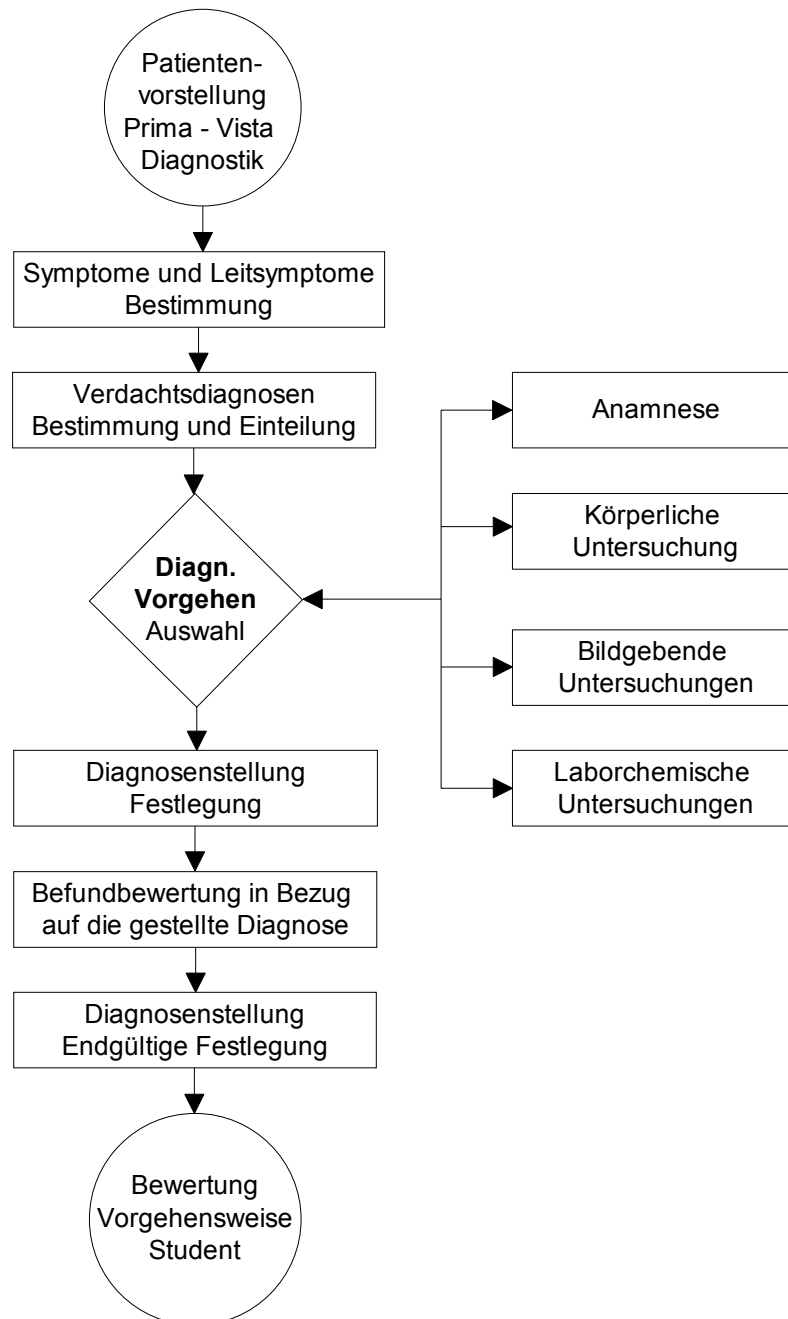 Patienten-
vorstellung
Prima - Vista
Diagnostik
Symptome und Leitsymptome
Bestimmung
Verdachtsdiagnosen
Bestimmung und Einteilung
Diagn.
Vorgehen
Auswahl
Anamnese
Körperliche
Untersuchung
Bildgebende
Untersuchungen
Laborchemische
Untersuchungen
Diagnosenstellung
Festlegung
Befundbewertung in Bezug
auf die gestellte Diagnose
Diagnosenstellung
Endgültige Festlegung
Bewertung
Vorgehensweise
Student